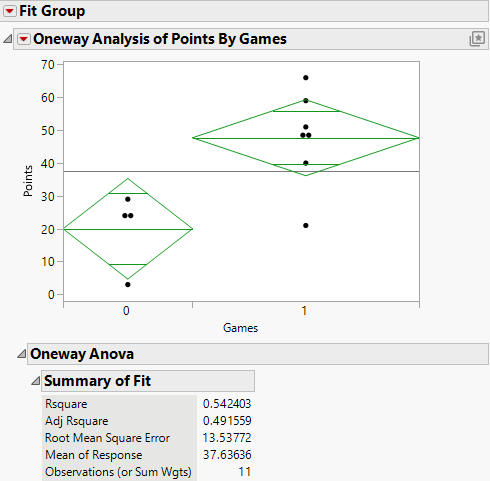 Fit Group
Oneway Analysis of Points By Games
70
60
50
40
30
20
10
0
Points
0 1
Games
Oneway Anova
Summary of Fit
Rsquare 0.542403
Adj Rsquare 0.491559
Root Mean Square Error 13.53772
Mean of Response 37.63636
Observations (or Sum Wgts) 11